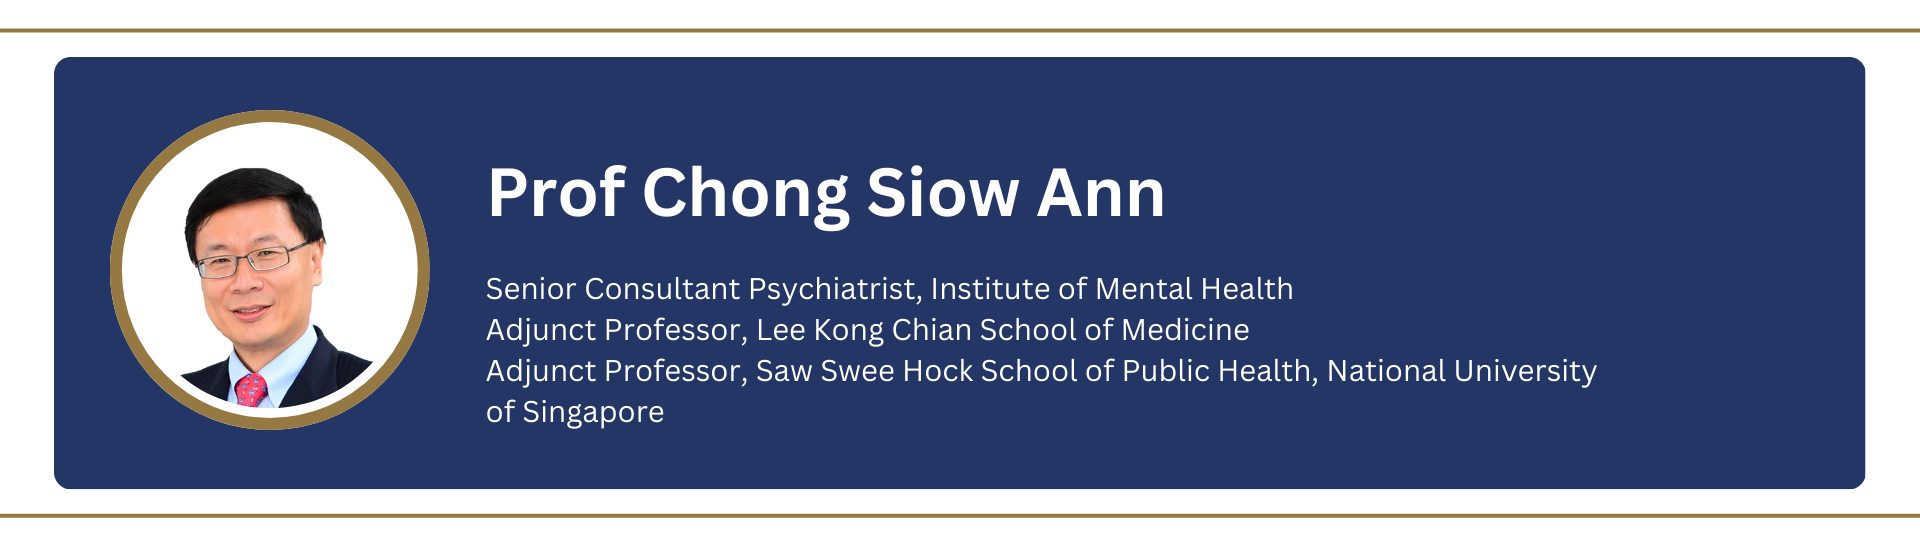 Prof Chong Siow Ann
Senior Consultant Psychiatrist, Institute of Mental Health
Adjunct Professor, Lee Kong Chian School of Medicine
Adjunct Professor, Saw Swee Hock School of Public Health, National University
of Singapore